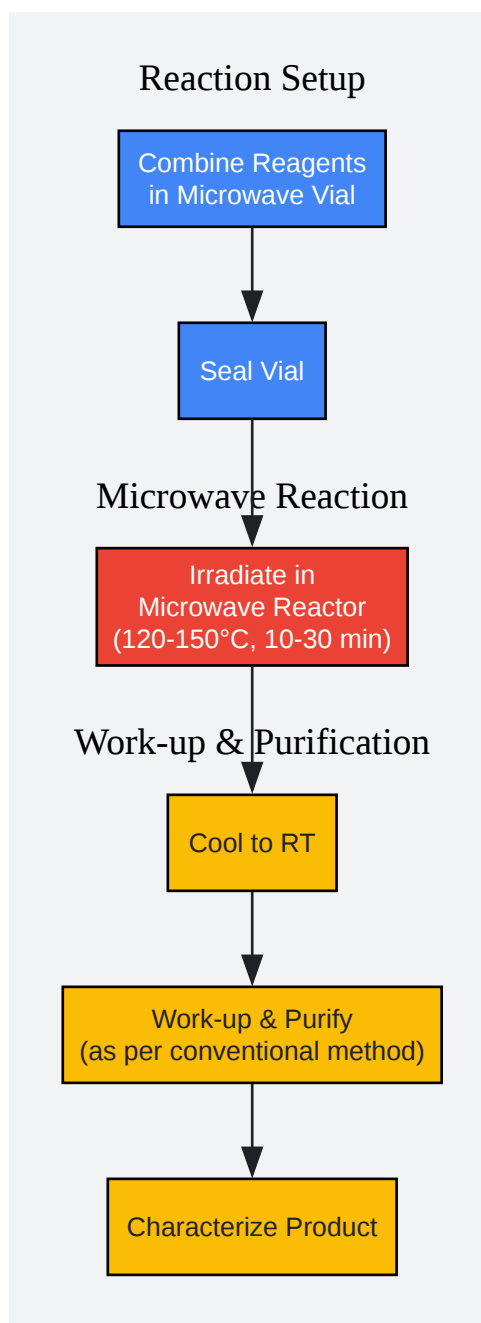 Reaction Setup
Combine Reagents
in Microwave Vial
Seal Vial
Microwave Reaction
Irradiate in
Microwave Reactor
(120-150°C, 10-30 min)
Work-up & Purification
Cool to RT
Work-up & Purify
(as per conventional method)
Characterize Product